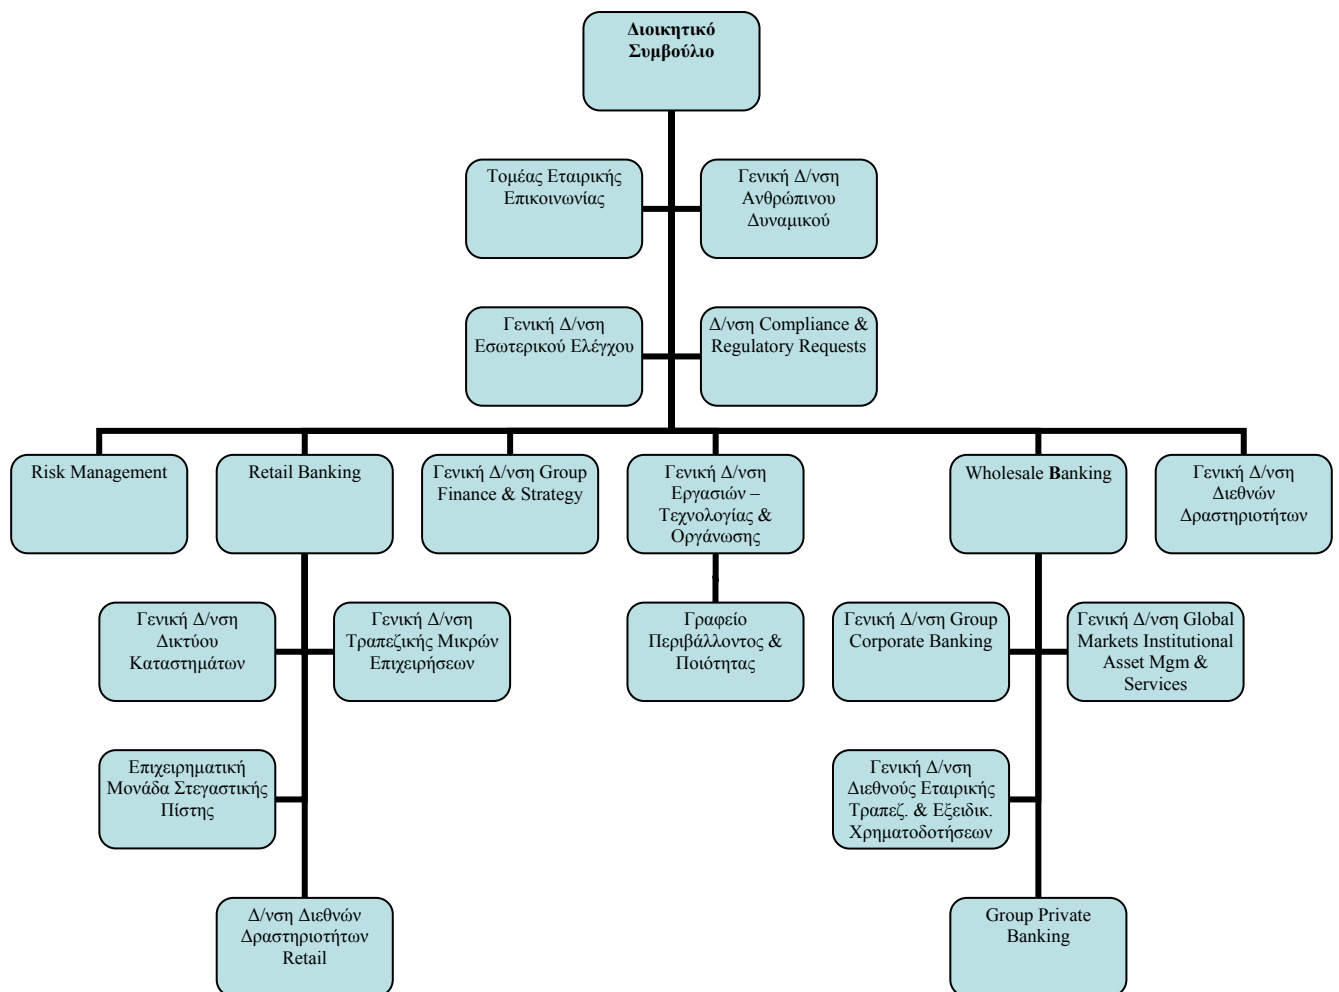 Διοικητικό
Συμβούλιο
Τομέας Εταιρικής
Επικοινωνίας
Γενική Δ/νση
Ανθρώπινου
Δυναμικού
Γενική Δ/νση
Εσωτερικού Ελέγχου
Δ/νση Compliance &
Regulatory Requests
Risk Management
Retail Banking
Γενική Δ/νση Group
Finance & Strategy
Γενική Δ/νση
Εργασιών –
Τεχνολογίας &
Οργάνωσης
Wholesale Banking
Γενική Δ/νση
Διεθνών
Δραστηριοτήτων
Γενική Δ/νση
Δικτύου
Καταστημάτων
Γενική Δ/νση
Τραπεζικής Μικρών
Επιχειρήσεων
Γραφείο
Περιβάλλοντος &
Ποιότητας
Γενική Δ/νση Group
Corporate Banking
Γενική Δ/νση Global
Markets Institutional
Asset Mgm &
Services
Επιχειρηματική
Μονάδα Στεγαστικής
Πίστης
Γενική Δ/νση
Διεθνούς Εταιρικής
Τραπεζ. & Εξειδικ.
Χρηματοδοτήσεων
Δ/νση Διεθνών
Δραστηριοτήτων
Retail
Group Private
Banking